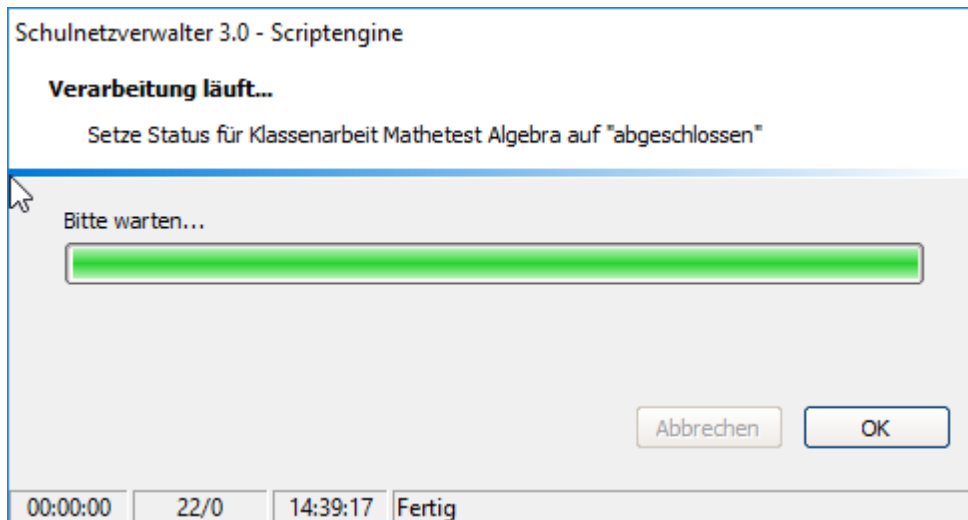 Schulnetzverwalter 3.0 - Scriptengine
Verarbeitung läuft...
Setze Status für Klassenarbeit Mathetest Algebra auf "abgeschlossen"
Bitte warten...
Abbrechen OK
00:00:00 22/0 14:39:17 Fertig